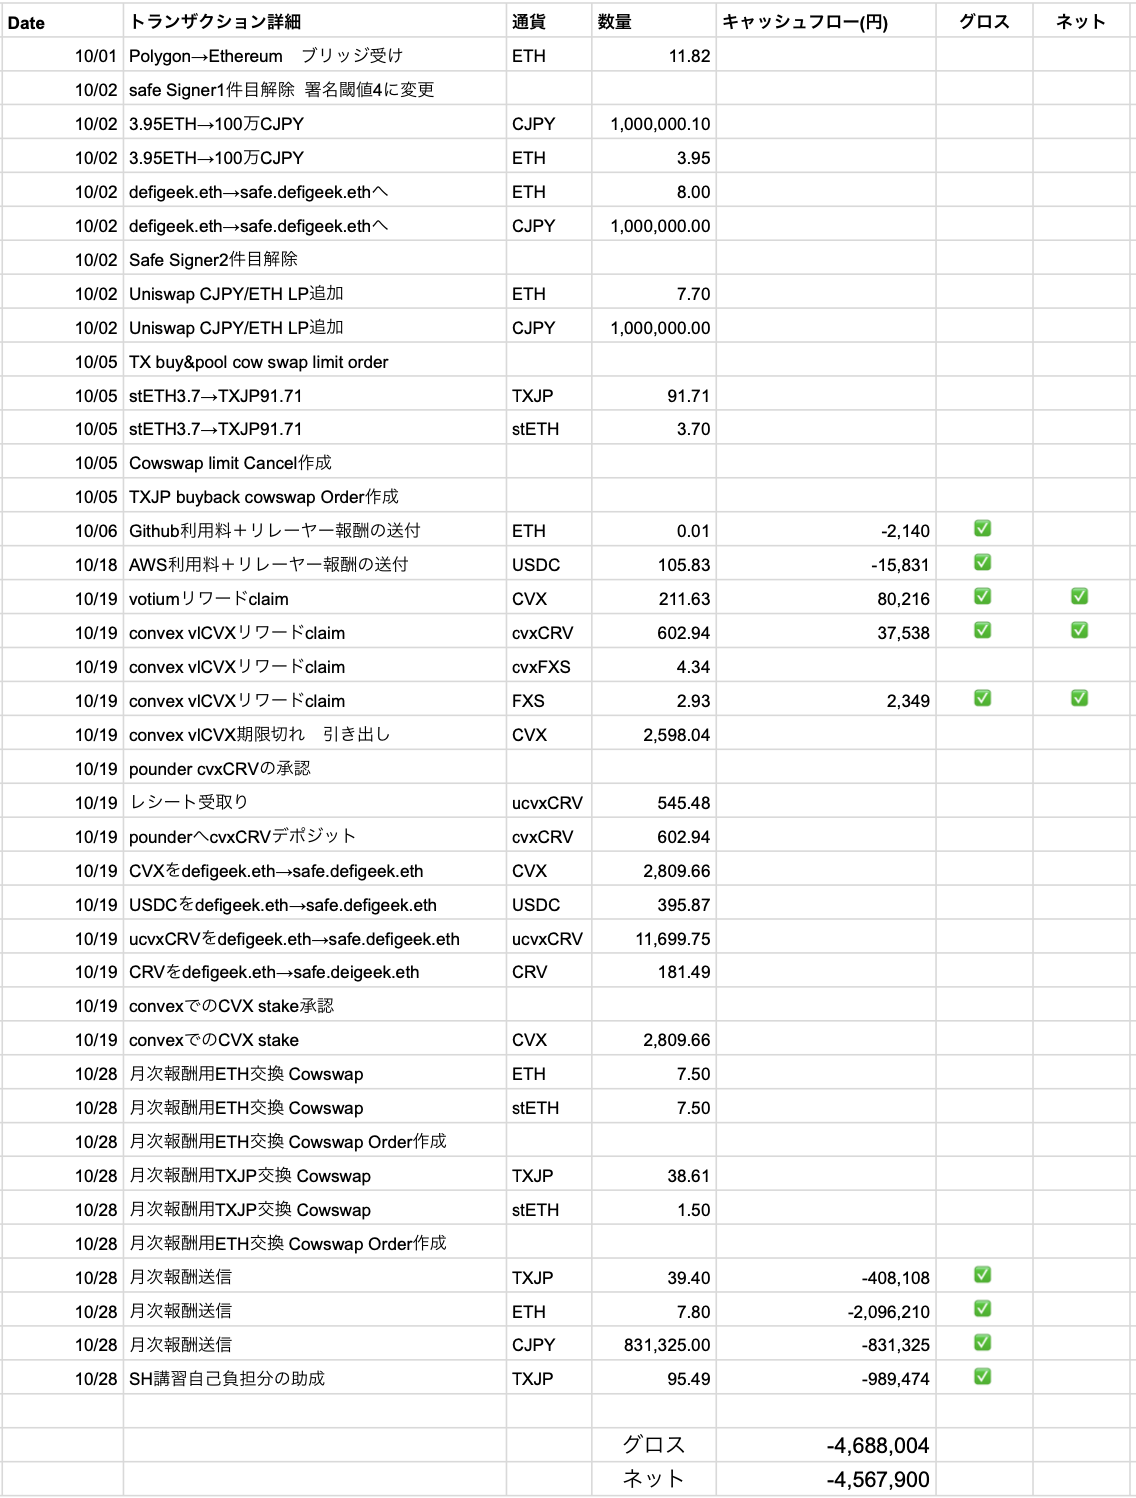 Date トランザクション詳細 通貨 数量 キャッシュフロー(円) グロス ネット
10/01 Polygon→Ethereum　ブリッジ受け ETH 11.82
10/02 safe Signer1件目解除 署名閾値4に変更
10/02 3.95ETH→100万CJPY CJPY 1,000,000.10
10/02 3.95ETH→100万CJPY ETH 3.95
10/02 defigeek.eth→safe.defigeek.ethへ ETH 8.00
10/02 defigeek.eth→safe.defigeek.ethへ CJPY 1,000,000.00
10/02 Safe Signer2件目解除
10/02 Uniswap CJPY/ETH LP追加 ETH 7.70
10/02 Uniswap CJPY/ETH LP追加 CJPY 1,000,000.00
10/05 TX buy&pool cow swap limit order
10/05 stETH3.7→TXJP91.71 TXJP 91.71
10/05 stETH3.7→TXJP91.71 stETH 3.70
10/05 Cowswap limit Cancel作成
10/05 TXJP buyback cowswap Order作成
10/06 Github利用料＋リレーヤー報酬の送付 ETH 0.01 -2,140 ✅
10/18 AWS利用料＋リレーヤー報酬の送付 USDC 105.83 -15,831 ✅
10/19 votiumリワードclaim CVX 211.63 80,216 ✅ ✅
10/19 convex vlCVXリワードclaim cvxCRV 602.94 37,538 ✅ ✅
10/19 convex vlCVXリワードclaim cvxFXS 4.34
10/19 convex vlCVXリワードclaim FXS 2.93 2,349 ✅ ✅
10/19 convex vlCVX期限切れ　引き出し CVX 2,598.04
10/19 pounder cvxCRVの承認
10/19 レシート受取り ucvxCRV 545.48
10/19 pounderへcvxCRVデポジット cvxCRV 602.94
10/19 CVXをdefigeek.eth→safe.defigeek.eth CVX 2,809.66
10/19 USDCをdefigeek.eth→safe.defigeek.eth USDC 395.87
10/19 ucvxCRVをdefigeek.eth→safe.defigeek.eth ucvxCRV 11,699.75
10/19 CRVをdefigeek.eth→safe.deigeek.eth CRV 181.49
10/19 convexでのCVX stake承認
10/19 convexでのCVX stake CVX 2,809.66
10/28 月次報酬用ETH交換 Cowswap ETH 7.50
10/28 月次報酬用ETH交換 Cowswap stETH 7.50
10/28 月次報酬用ETH交換 Cowswap Order作成
10/28 月次報酬用TXJP交換 Cowswap TXJP 38.61
10/28 月次報酬用TXJP交換 Cowswap stETH 1.50
10/28 月次報酬用ETH交換 Cowswap Order作成
10/28 月次報酬送信 TXJP 39.40 -408,108 ✅
10/28 月次報酬送信 ETH 7.80 -2,096,210 ✅
10/28 月次報酬送信 CJPY 831,325.00 -831,325 ✅
10/28 SH講習自己負担分の助成 TXJP 95.49 -989,474 ✅
グロス -4,688,004
ネット -4,567,900